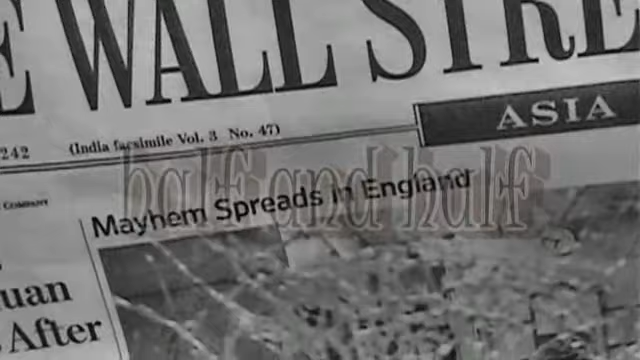 WALL STRE
ASIA
242 (India facsimile Vol. 3 No. 47)
COMPANY
Mayhem Spreads in England
half and half
uan
After